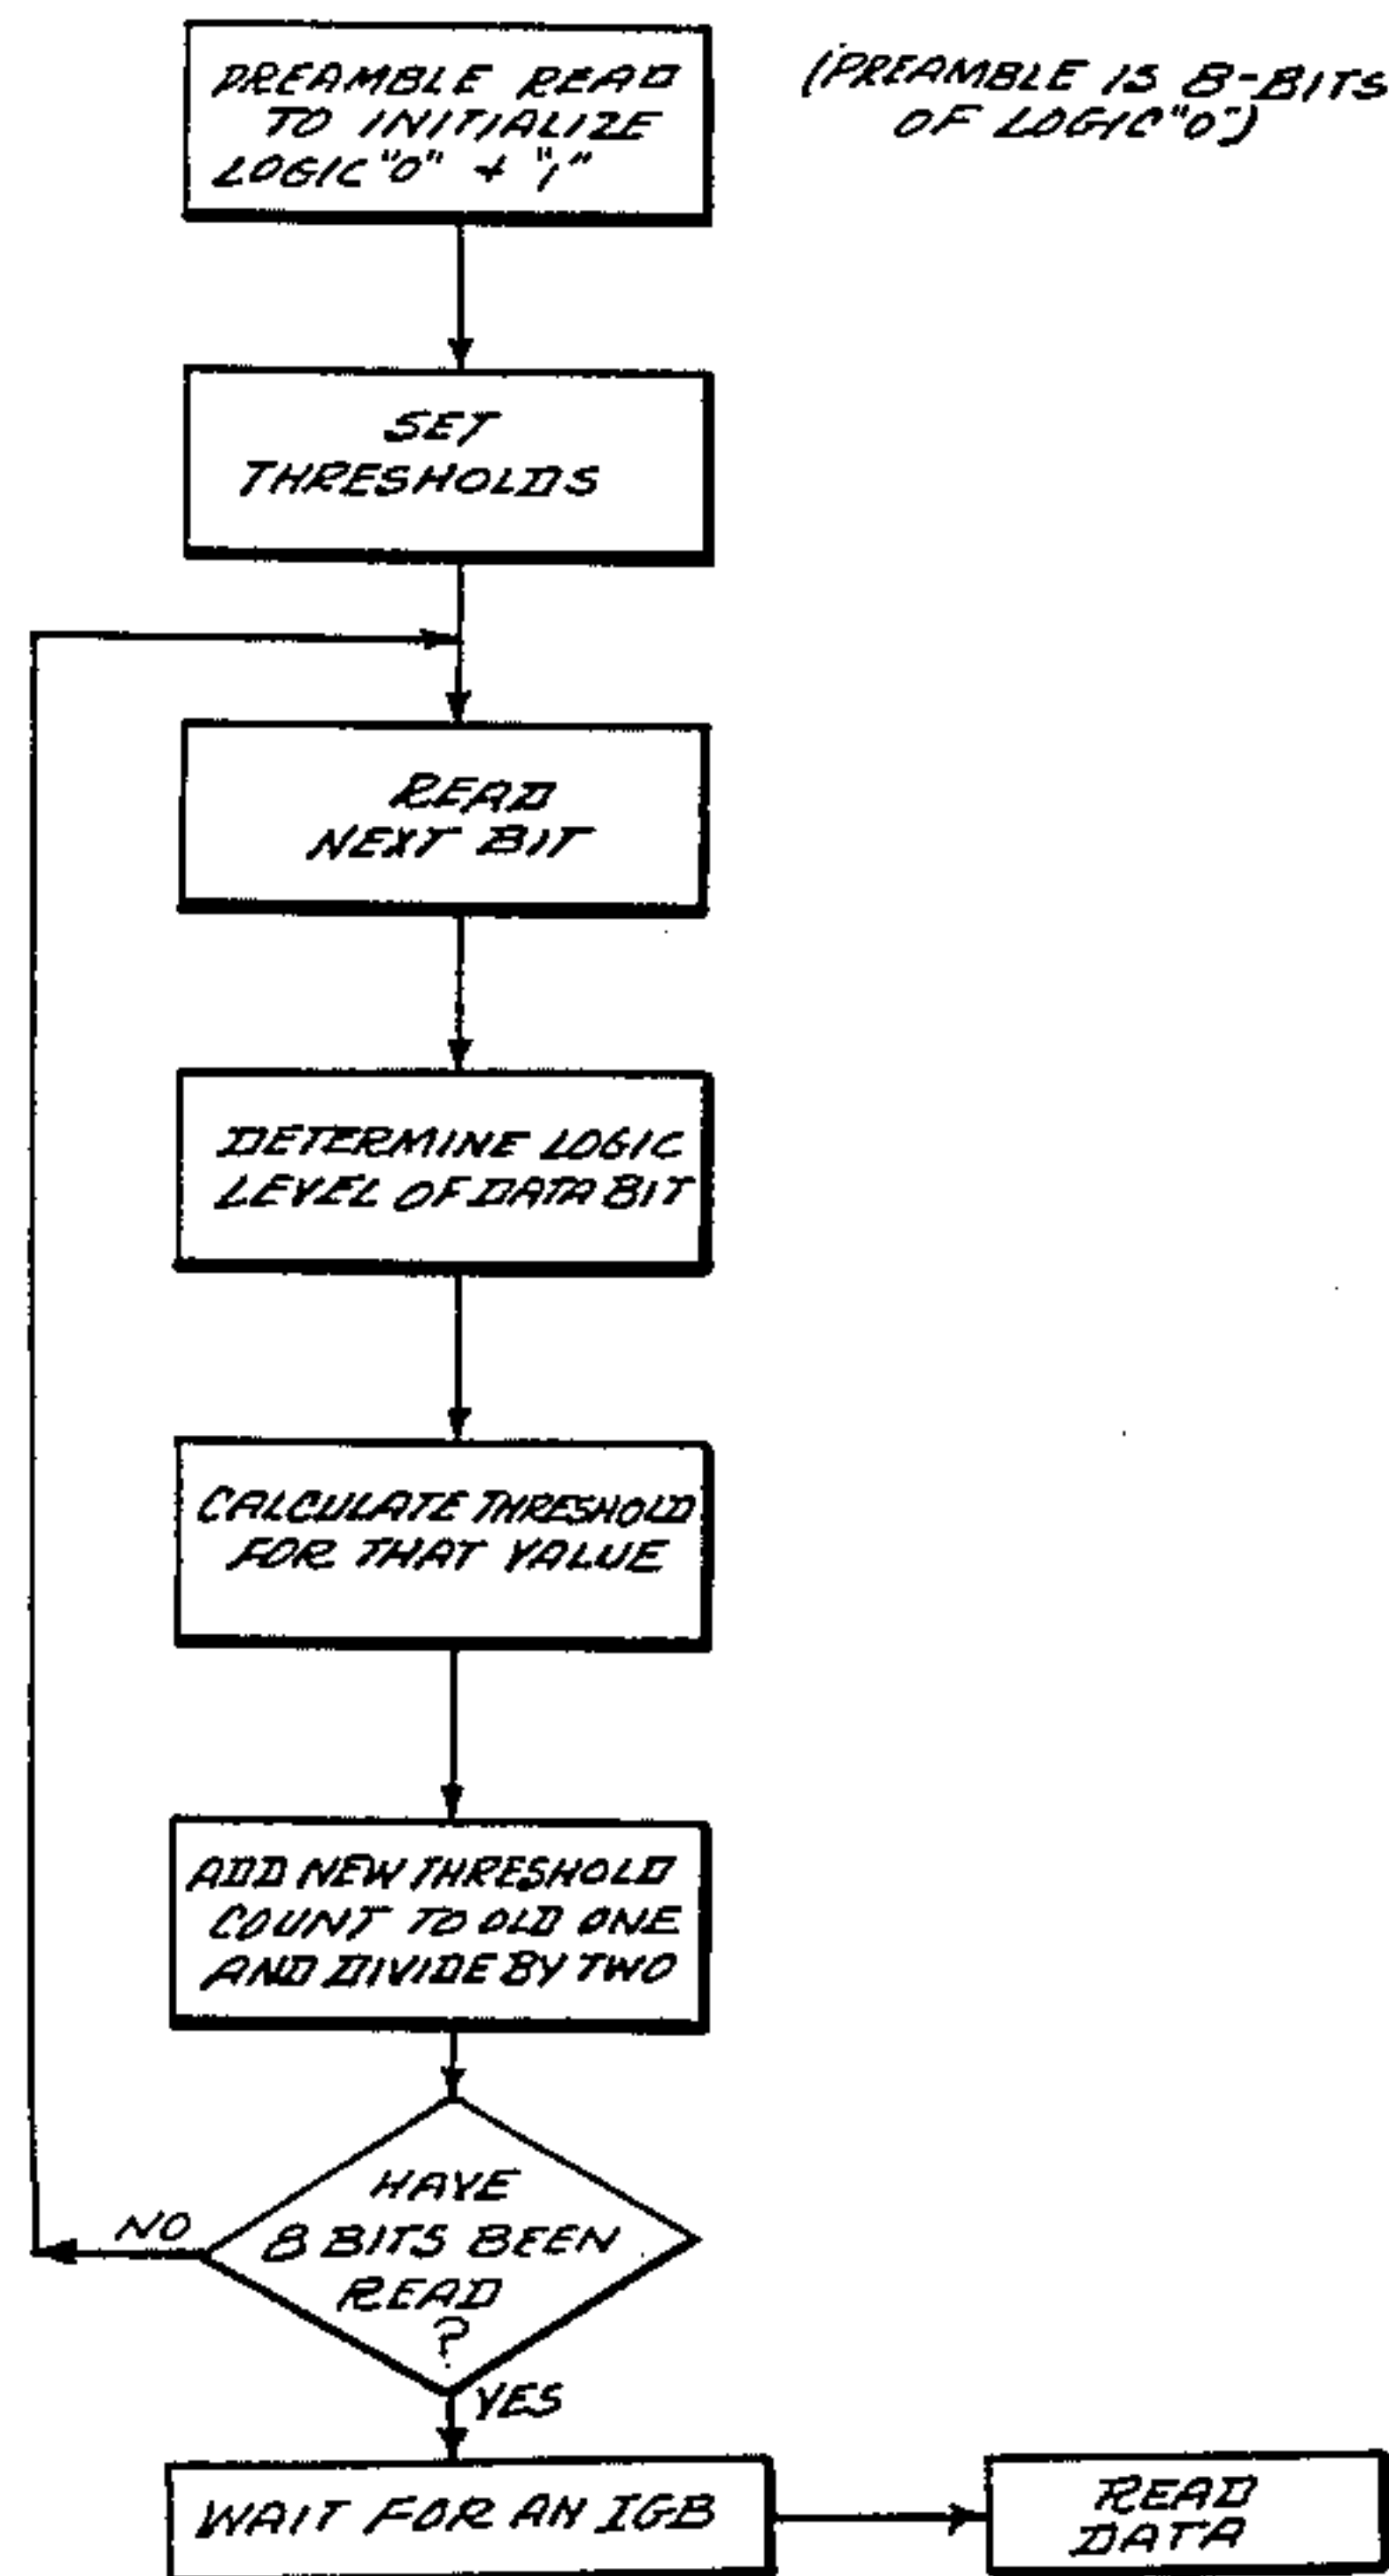 PREAMBLE READ
TO INITIALIZE
LOGIC "0" + "1"
(PREAMBLE IS 8-BITS
OF LOGIC "0")
SET
THRESHOLDS
READ
NEXT BIT
DETERMINE LOGIC
LEVEL OF DATA BIT
CALCULATE THRESHOLD
FOR THAT VALUE
ADD NEW THRESHOLD
COUNT TO OLD ONE
AND DIVIDE BY TWO
HAVE
8 BITS BEEN
READ
?
NO
YES
WAIT FOR AN IGB
READ
DATA